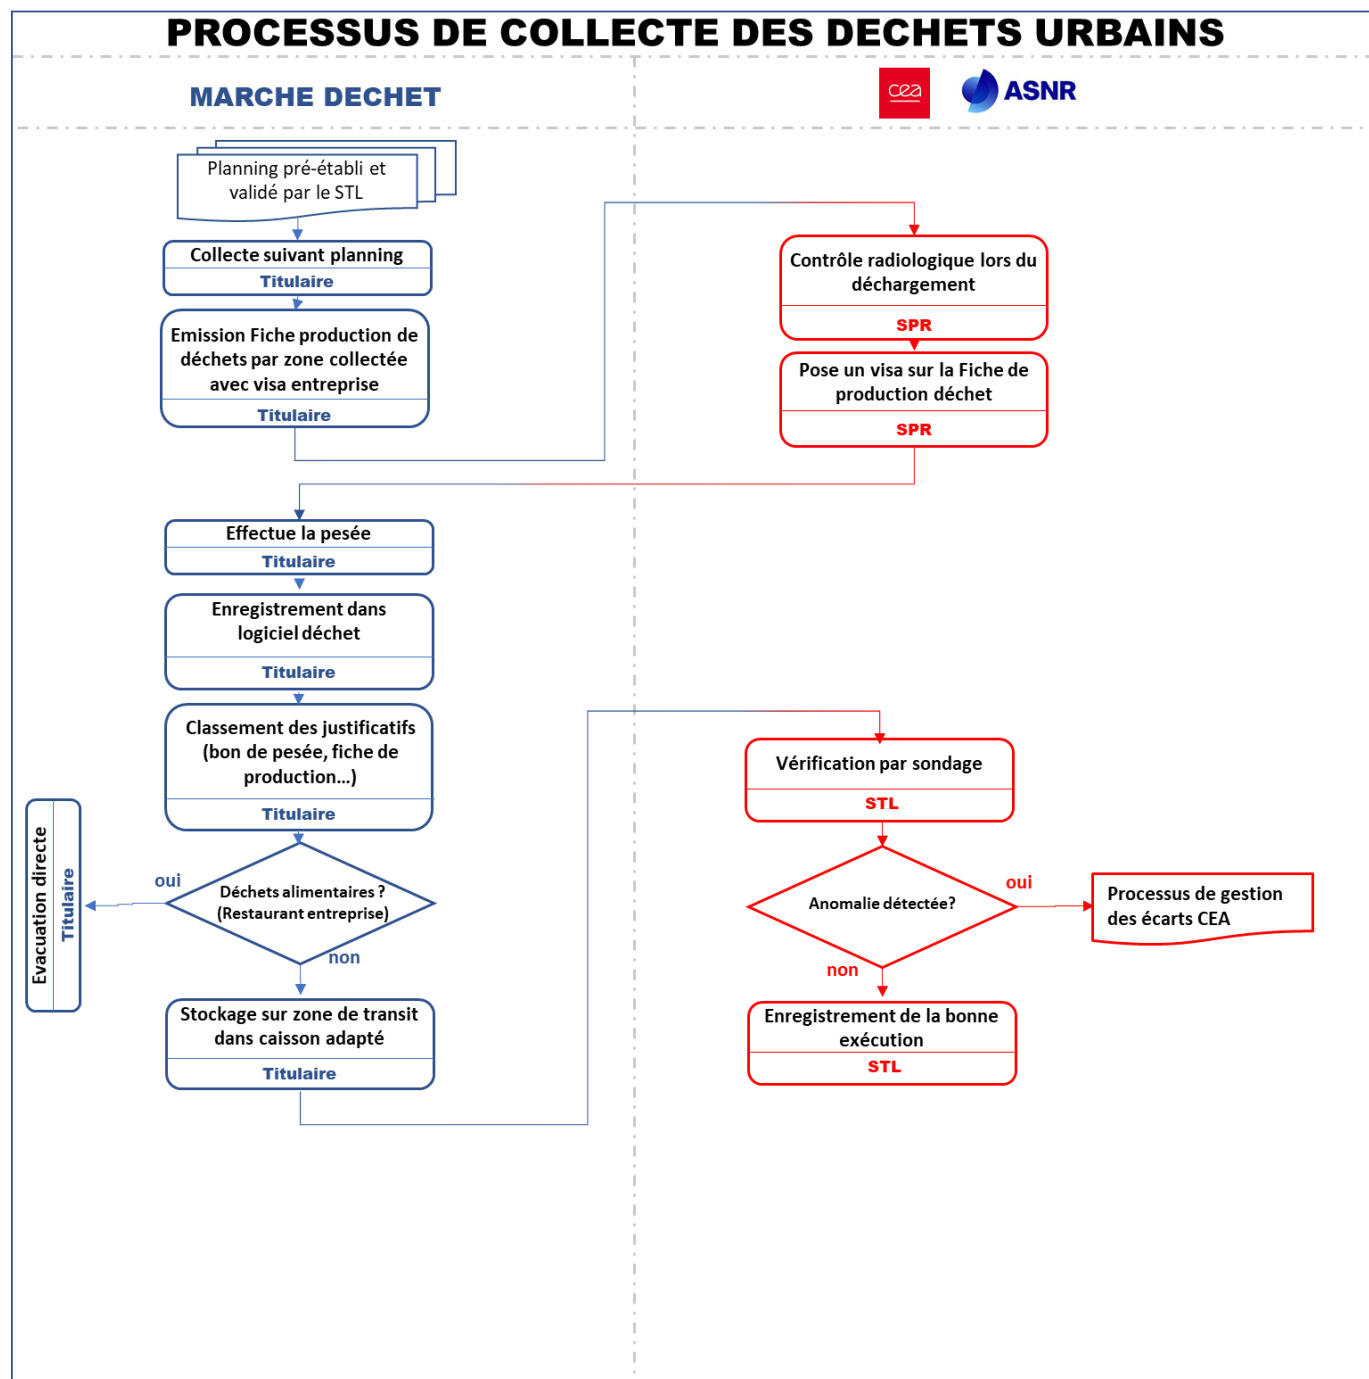 PROCESSUS DE COLLECTE DES DECHETS URBAINS
MARCHE DECHET
cea
ASNR
Planning pré-établi et
validé par le STL
Collecte suivant planning
Titulaire
Emission Fiche production de
déchets par zone collectée
avec visa entreprise
Titulaire
Contrôle radiologique lors du
déchargement
SPR
Pose un visa sur la Fiche de
production déchet
SPR
Effectue la pesée
Titulaire
Enregistrement dans
logiciel déchet
Titulaire
Classement des justificatifs
(bon de pesée, fiche de
production...)
Titulaire
Evacuation directe
Titulaire
oui
Déchets alimentaires ?
(Restaurant entreprise)
non
Stockage sur zone de transit
dans caisson adapté
Titulaire
Vérification par sondage
STL
Anomalie détectée?
oui
Processus de gestion
des écarts CEA
non
Enregistrement de la bonne
exécution
STL